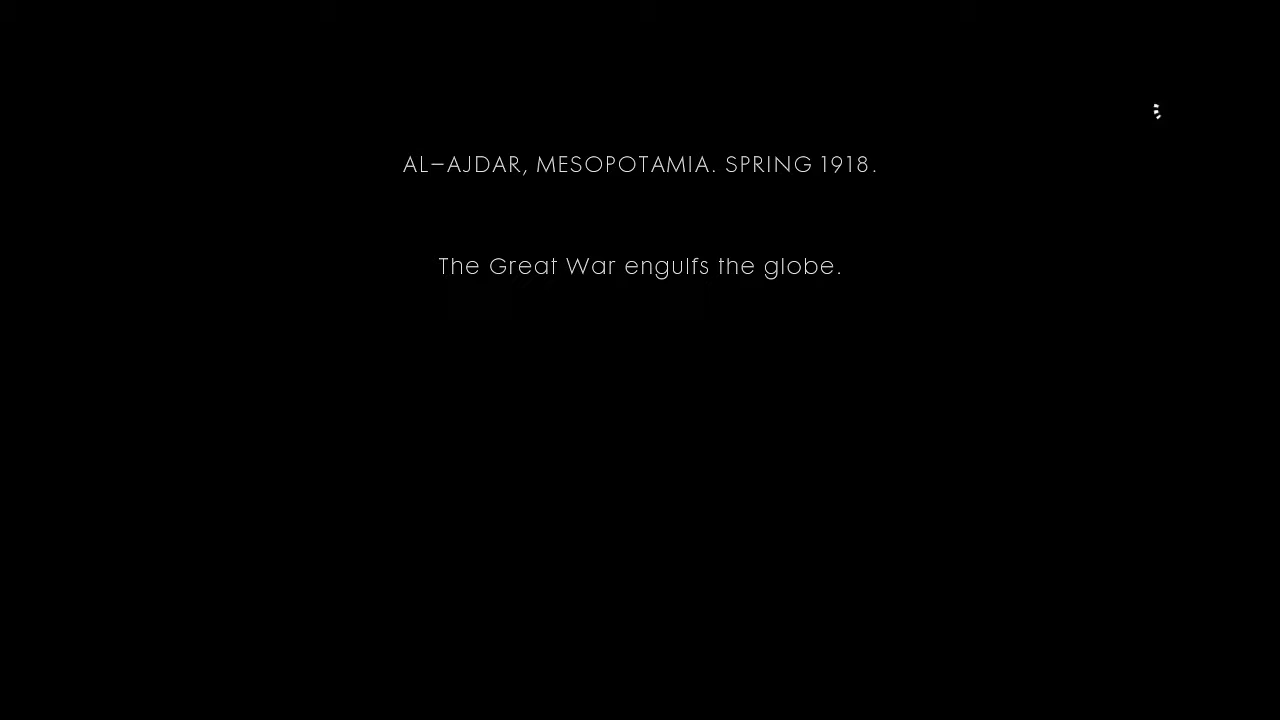 AL–AJDAR, MESOPOTAMIA. SPRING 1918.
The Great War engulfs the globe.